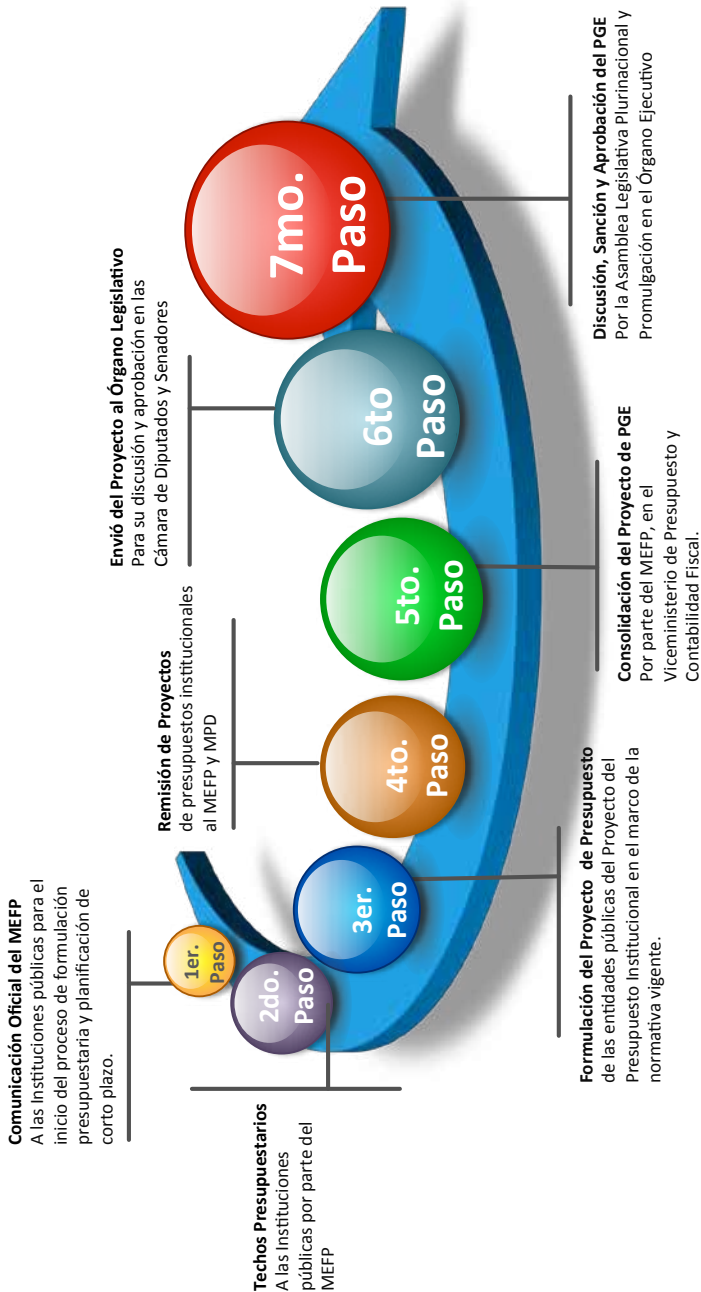 Comunicación Oficial del MEFP
A las Instituciones públicas para el
inicio del proceso de formulación
presupuestaria y planificación de
corto plazo.
1er.
Paso
Techos Presupuestarios
A las Instituciones
públicas por parte del
MEFP
2do.
Paso
Formulación del Proyecto de Presupuesto
de las entidades públicas del Proyecto del
Presupuesto Institucional en el marco de la
normativa vigente.
3er.
Paso
Remisión de Proyectos
de presupuestos institucionales
al MEFP y MPD
4to.
Paso
Consolidación del Proyecto de PGE
Por parte del MEFP, en el
Viceministerio de Presupuesto y
Contabilidad Fiscal.
5to.
Paso
Envió del Proyecto al Órgano Legislativo
Para su discusión y aprobación en las
Cámara de Diputados y Senadores
6to
Paso
Discusión, Sanción y Aprobación del PGE
Por la Asamblea Legislativa Plurinacional y
Promulgación en el Órgano Ejecutivo
7mo.
Paso